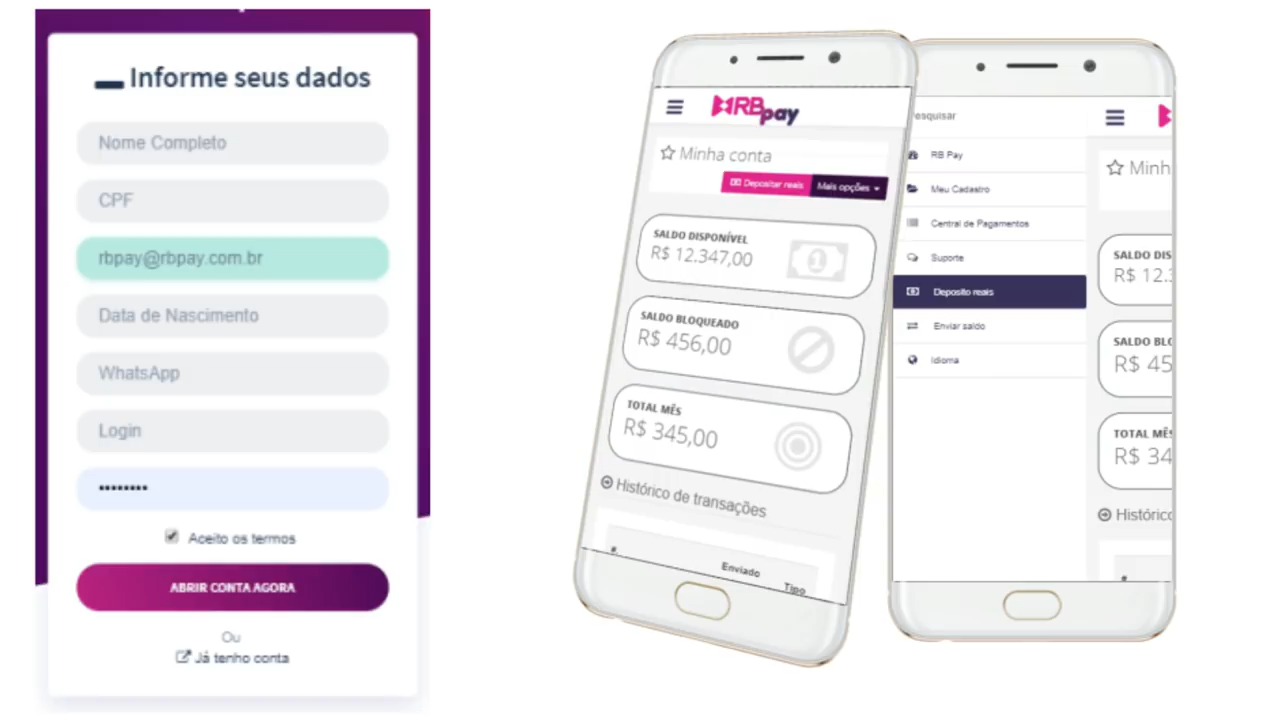 Informe seus dados
Nome Completo
CPF
rbpay@rbpay.com.br
Data de Nascimento
WhatsApp
Login
Aceito os termos
ABRIR CONTA AGORA
Ou
Já tenho conta
RB pay
Minha conta
Depositar reais
Mais opções
SALDO DISPONÍVEL
R$ 12.347,00
SALDO BLOQUEADO
R$ 456,00
TOTAL MÊS
R$ 345,00
Histórico de transações
#
Enviado
Tipo
esquisar
RB Pay
Meu Cadastro
Central de Pagamentos
Suporte
Deposito reais
Enviar saldo
Idioma
Minh
SALDO DIS
R$ 12.3
SALDO BLO
R$ 45
TOTAL MÊS
R$ 34
Histórico
#